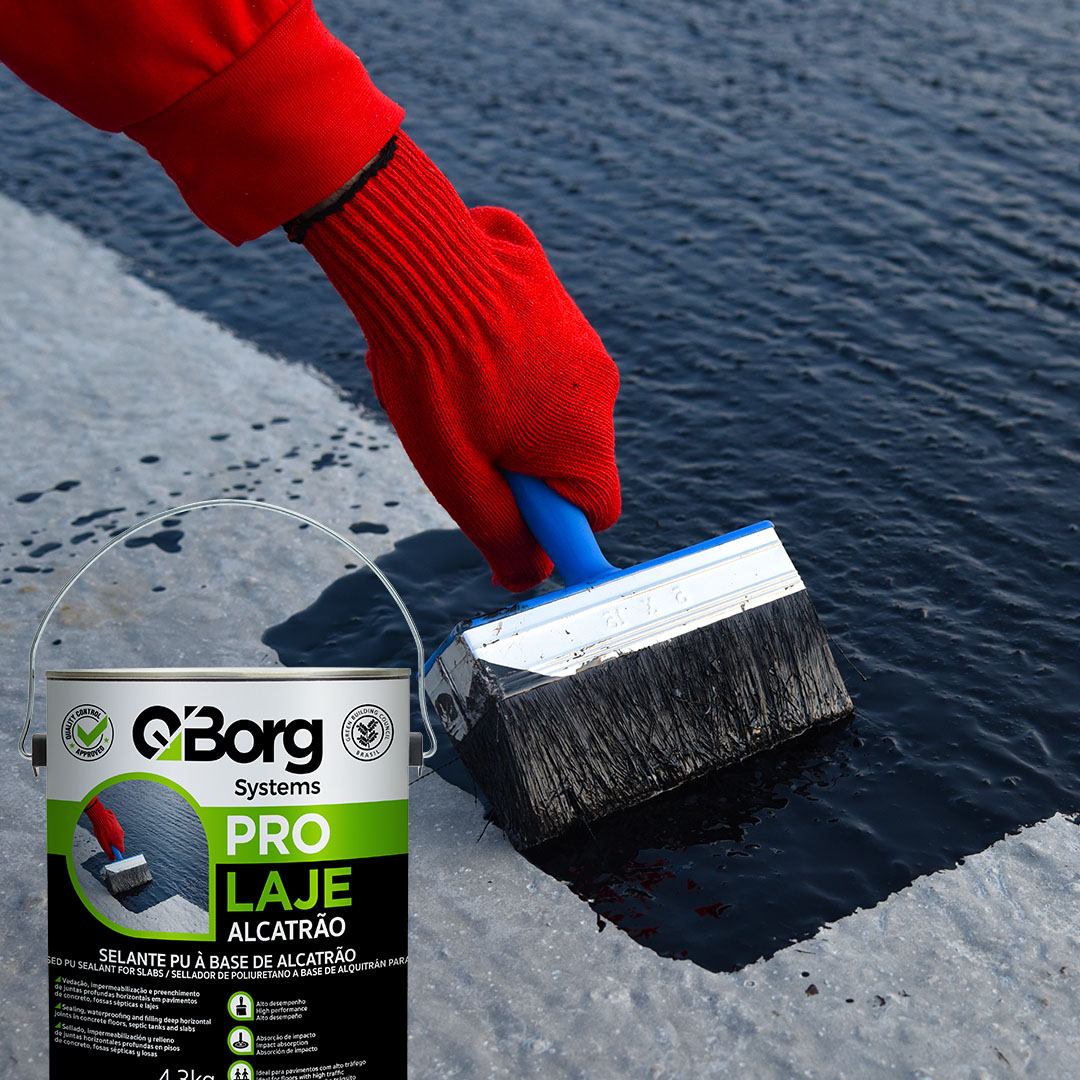 QUALITY CONTROL
APPROVED
QBorg
Systems
GREEN BUILDING COUNCIL
BRASIL
PRO
LAJE
ALCATRÃO
SELANTE PU À BASE DE ALCATRÃO
SED PU SEALANT FOR SLABS / SELLADOR DE POLIURETANO A BASE DE ALQUITRÁN PARA
Vedação, impermeabilização e preenchimento
de juntas profundas horizontais em pavimentos
de concreto, fossas sépticas e lajes
Sealing, waterproofing and filling deep horizontal
joints in concrete floors, septic tanks and slabs
Sellado, impermeabilización y relleno
de juntas horizontales profundas en pisos
de concreto, fosas sépticas y losas
Alto desempenho
High performance
Alto desempeño
Absorção de impacto
Impact absorption
Absorción de impacto
Ideal para pavimentos com alto tráfego
Ideal for floors with high traffic
4,3kg